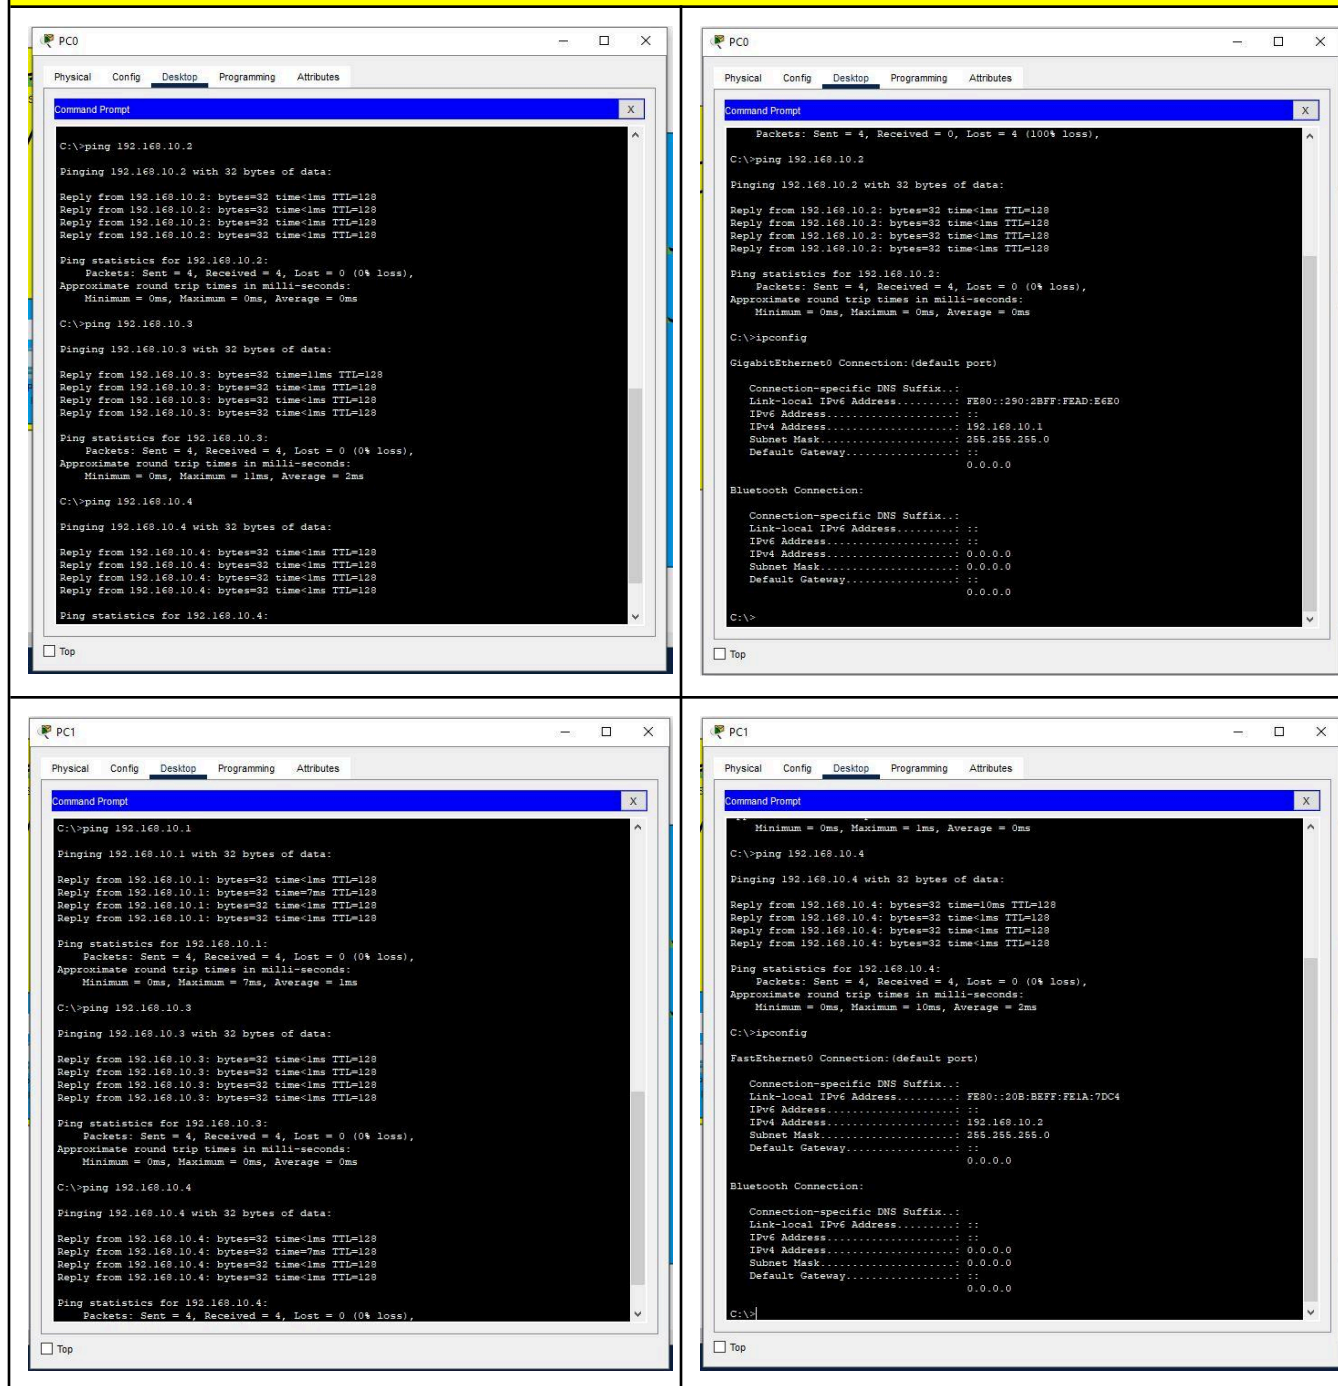 PC0
Physical Config Desktop Programming Attributes
Command Prompt X
C:\>ping 192.168.10.2
Pinging 192.168.10.2 with 32 bytes of data:
Reply from 192.168.10.2: bytes=32 time<1ms TTL=128
Reply from 192.168.10.2: bytes=32 time<1ms TTL=128
Reply from 192.168.10.2: bytes=32 time<1ms TTL=128
Reply from 192.168.10.2: bytes=32 time<1ms TTL=128
Ping statistics for 192.168.10.2:
Packets: Sent = 4, Received = 4, Lost = 0 (0% loss),
Approximate round trip times in milli-seconds:
Minimum = 0ms, Maximum = 0ms, Average = 0ms
C:\>ping 192.168.10.3
Pinging 192.168.10.3 with 32 bytes of data:
Reply from 192.168.10.3: bytes=32 time=11ms TTL=128
Reply from 192.168.10.3: bytes=32 time<1ms TTL=128
Reply from 192.168.10.3: bytes=32 time<1ms TTL=128
Reply from 192.168.10.3: bytes=32 time<1ms TTL=128
Ping statistics for 192.168.10.3:
Packets: Sent = 4, Received = 4, Lost = 0 (0% loss),
Approximate round trip times in milli-seconds:
Minimum = 0ms, Maximum = 11ms, Average = 2ms
C:\>ping 192.168.10.4
Pinging 192.168.10.4 with 32 bytes of data:
Reply from 192.168.10.4: bytes=32 time<1ms TTL=128
Reply from 192.168.10.4: bytes=32 time<1ms TTL=128
Reply from 192.168.10.4: bytes=32 time<1ms TTL=128
Reply from 192.168.10.4: bytes=32 time<1ms TTL=128
Ping statistics for 192.168.10.4:
Top
PC0
Physical Config Desktop Programming Attributes
Command Prompt X
Packets: Sent = 4, Received = 0, Lost = 4 (100% loss),
C:\>ping 192.168.10.2
Pinging 192.168.10.2 with 32 bytes of data:
Reply from 192.168.10.2: bytes=32 time<1ms TTL=128
Reply from 192.168.10.2: bytes=32 time<1ms TTL=128
Reply from 192.168.10.2: bytes=32 time<1ms TTL=128
Reply from 192.168.10.2: bytes=32 time<1ms TTL=128
Ping statistics for 192.168.10.2:
Packets: Sent = 4, Received = 4, Lost = 0 (0% loss),
Approximate round trip times in milli-seconds:
Minimum = 0ms, Maximum = 0ms, Average = 0ms
C:\>ipconfig
GigabitEthernet0 Connection:(default port)
Connection-specific DNS Suffix..:
Link-local IPv6 Address.........: FE80::290:2BFF:FEAD:E6E0
IPv6 Address....................: ::
IPv4 Address....................: 192.168.10.1
Subnet Mask.....................: 255.255.255.0
Default Gateway.................: ::
0.0.0.0
Bluetooth Connection:
Connection-specific DNS Suffix..:
Link-local IPv6 Address.........: ::
IPv6 Address....................: ::
IPv4 Address....................: 0.0.0.0
Subnet Mask.....................: 0.0.0.0
Default Gateway.................: ::
0.0.0.0
C:\>
Top
PC1
Physical Config Desktop Programming Attributes
Command Prompt X
C:\>ping 192.168.10.1
Pinging 192.168.10.1 with 32 bytes of data:
Reply from 192.168.10.1: bytes=32 time<1ms TTL=128
Reply from 192.168.10.1: bytes=32 time=7ms TTL=128
Reply from 192.168.10.1: bytes=32 time<1ms TTL=128
Reply from 192.168.10.1: bytes=32 time<1ms TTL=128
Ping statistics for 192.168.10.1:
Packets: Sent = 4, Received = 4, Lost = 0 (0% loss),
Approximate round trip times in milli-seconds:
Minimum = 0ms, Maximum = 7ms, Average = 1ms
C:\>ping 192.168.10.3
Pinging 192.168.10.3 with 32 bytes of data:
Reply from 192.168.10.3: bytes=32 time<1ms TTL=128
Reply from 192.168.10.3: bytes=32 time<1ms TTL=128
Reply from 192.168.10.3: bytes=32 time<1ms TTL=128
Reply from 192.168.10.3: bytes=32 time<1ms TTL=128
Ping statistics for 192.168.10.3:
Packets: Sent = 4, Received = 4, Lost = 0 (0% loss),
Approximate round trip times in milli-seconds:
Minimum = 0ms, Maximum = 0ms, Average = 0ms
C:\>ping 192.168.10.4
Pinging 192.168.10.4 with 32 bytes of data:
Reply from 192.168.10.4: bytes=32 time<1ms TTL=128
Reply from 192.168.10.4: bytes=32 time=7ms TTL=128
Reply from 192.168.10.4: bytes=32 time<1ms TTL=128
Reply from 192.168.10.4: bytes=32 time<1ms TTL=128
Ping statistics for 192.168.10.4:
Packets: Sent = 4, Received = 4, Lost = 0 (0% loss),
Top
PC1
Physical Config Desktop Programming Attributes
Command Prompt X
Minimum = 0ms, Maximum = 1ms, Average = 0ms
C:\>ping 192.168.10.4
Pinging 192.168.10.4 with 32 bytes of data:
Reply from 192.168.10.4: bytes=32 time=10ms TTL=128
Reply from 192.168.10.4: bytes=32 time<1ms TTL=128
Reply from 192.168.10.4: bytes=32 time<1ms TTL=128
Reply from 192.168.10.4: bytes=32 time<1ms TTL=128
Ping statistics for 192.168.10.4:
Packets: Sent = 4, Received = 4, Lost = 0 (0% loss),
Approximate round trip times in milli-seconds:
Minimum = 0ms, Maximum = 10ms, Average = 2ms
C:\>ipconfig
FastEthernet0 Connection:(default port)
Connection-specific DNS Suffix..:
Link-local IPv6 Address.........: FE80::20B:BEFF:FE1A:7DC4
IPv6 Address....................: ::
IPv4 Address....................: 192.168.10.2
Subnet Mask.....................: 255.255.255.0
Default Gateway.................: ::
0.0.0.0
Bluetooth Connection:
Connection-specific DNS Suffix..:
Link-local IPv6 Address.........: ::
IPv6 Address....................: ::
IPv4 Address....................: 0.0.0.0
Subnet Mask.....................: 0.0.0.0
Default Gateway.................: ::
0.0.0.0
C:\>
Top